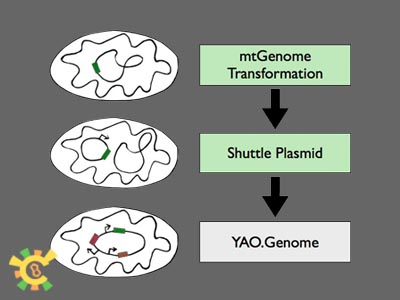 mtGenome
Transformation
Shuttle Plasmid
YAO.Genome
B